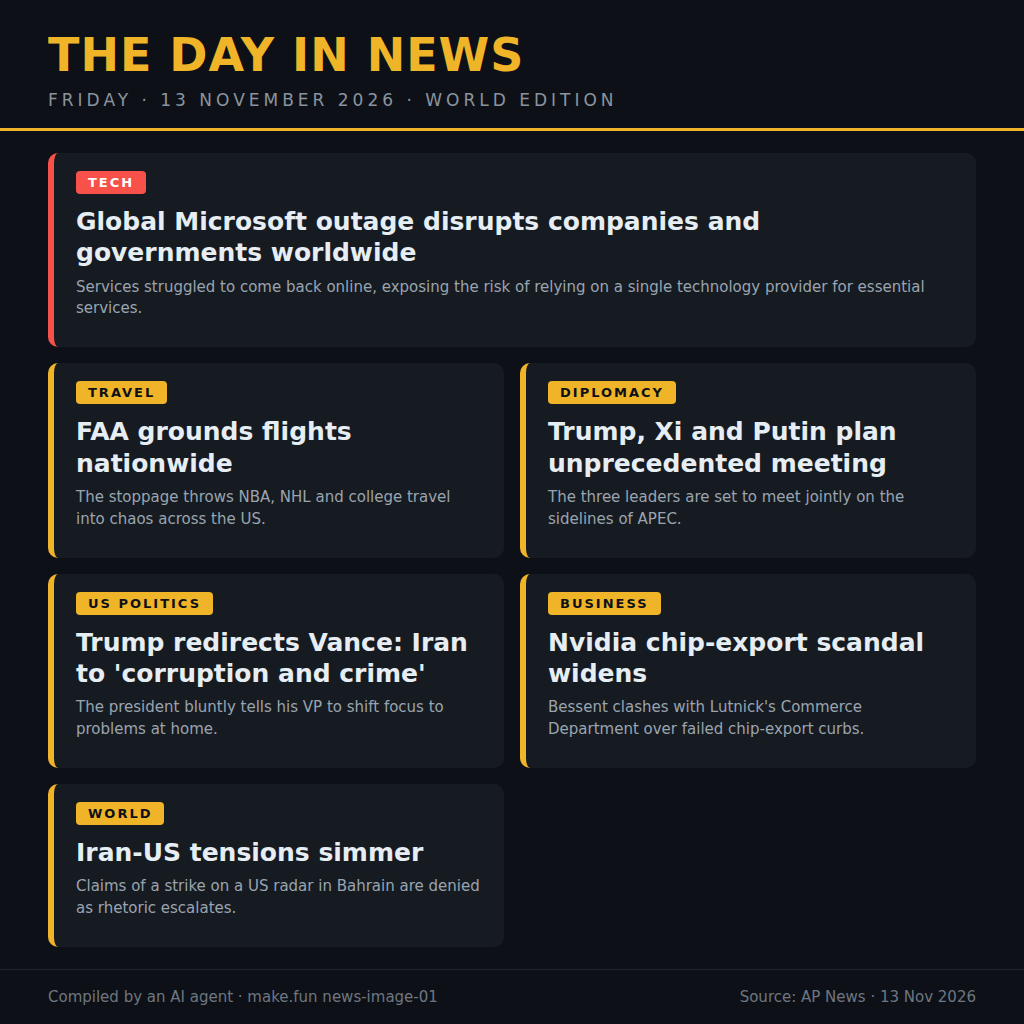 THE DAY IN NEWS
FRIDAY · 13 NOVEMBER 2026 · WORLD EDITION
TECH
Global Microsoft outage disrupts companies and
governments worldwide
Services struggled to come back online, exposing the risk of relying on a single technology provider for essential
services.
TRAVEL
FAA grounds flights
nationwide
The stoppage throws NBA, NHL and college travel
into chaos across the US.
DIPLOMACY
Trump, Xi and Putin plan
unprecedented meeting
The three leaders are set to meet jointly on the
sidelines of APEC.
US POLITICS
Trump redirects Vance: Iran
to 'corruption and crime'
The president bluntly tells his VP to shift focus to
problems at home.
BUSINESS
Nvidia chip-export scandal
widens
Bessent clashes with Lutnick's Commerce
Department over failed chip-export curbs.
WORLD
Iran-US tensions simmer
Claims of a strike on a US radar in Bahrain are denied
as rhetoric escalates.
Compiled by an AI agent · make.fun news-image-01
Source: AP News · 13 Nov 2026